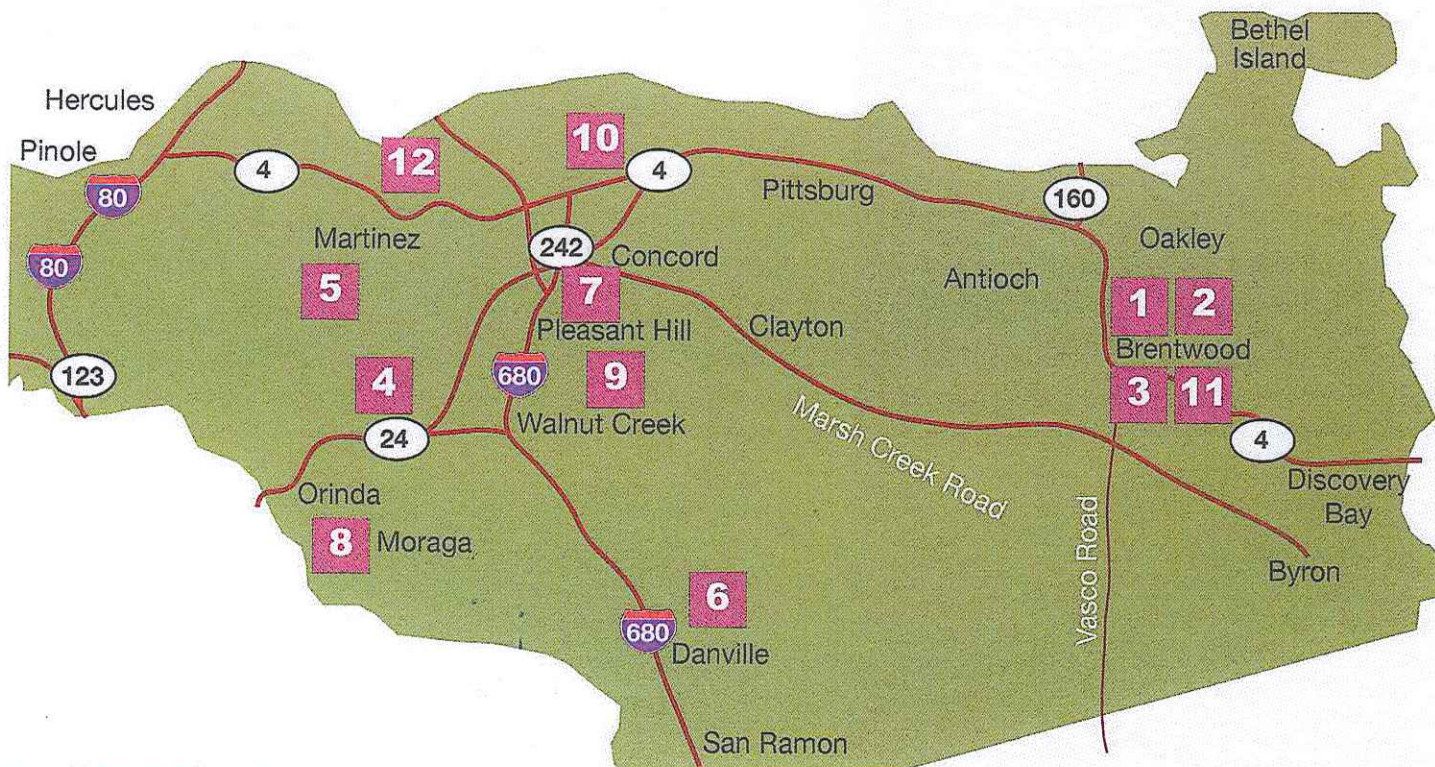 Bethel
Island
Hercules
Pinole
80
80
4
12
10
4
Pittsburg
160
Oakley
Martinez
242
Concord
Antioch
5
7
1
2
Pleasant Hill
Clayton
Brentwood
123
4
680
9
3
11
24
Walnut Creek
Marsh Creek Road
4
Discovery
Bay
Orinda
8
Moraga
Vasco Road
Byron
6
680
Danville
San Ramon